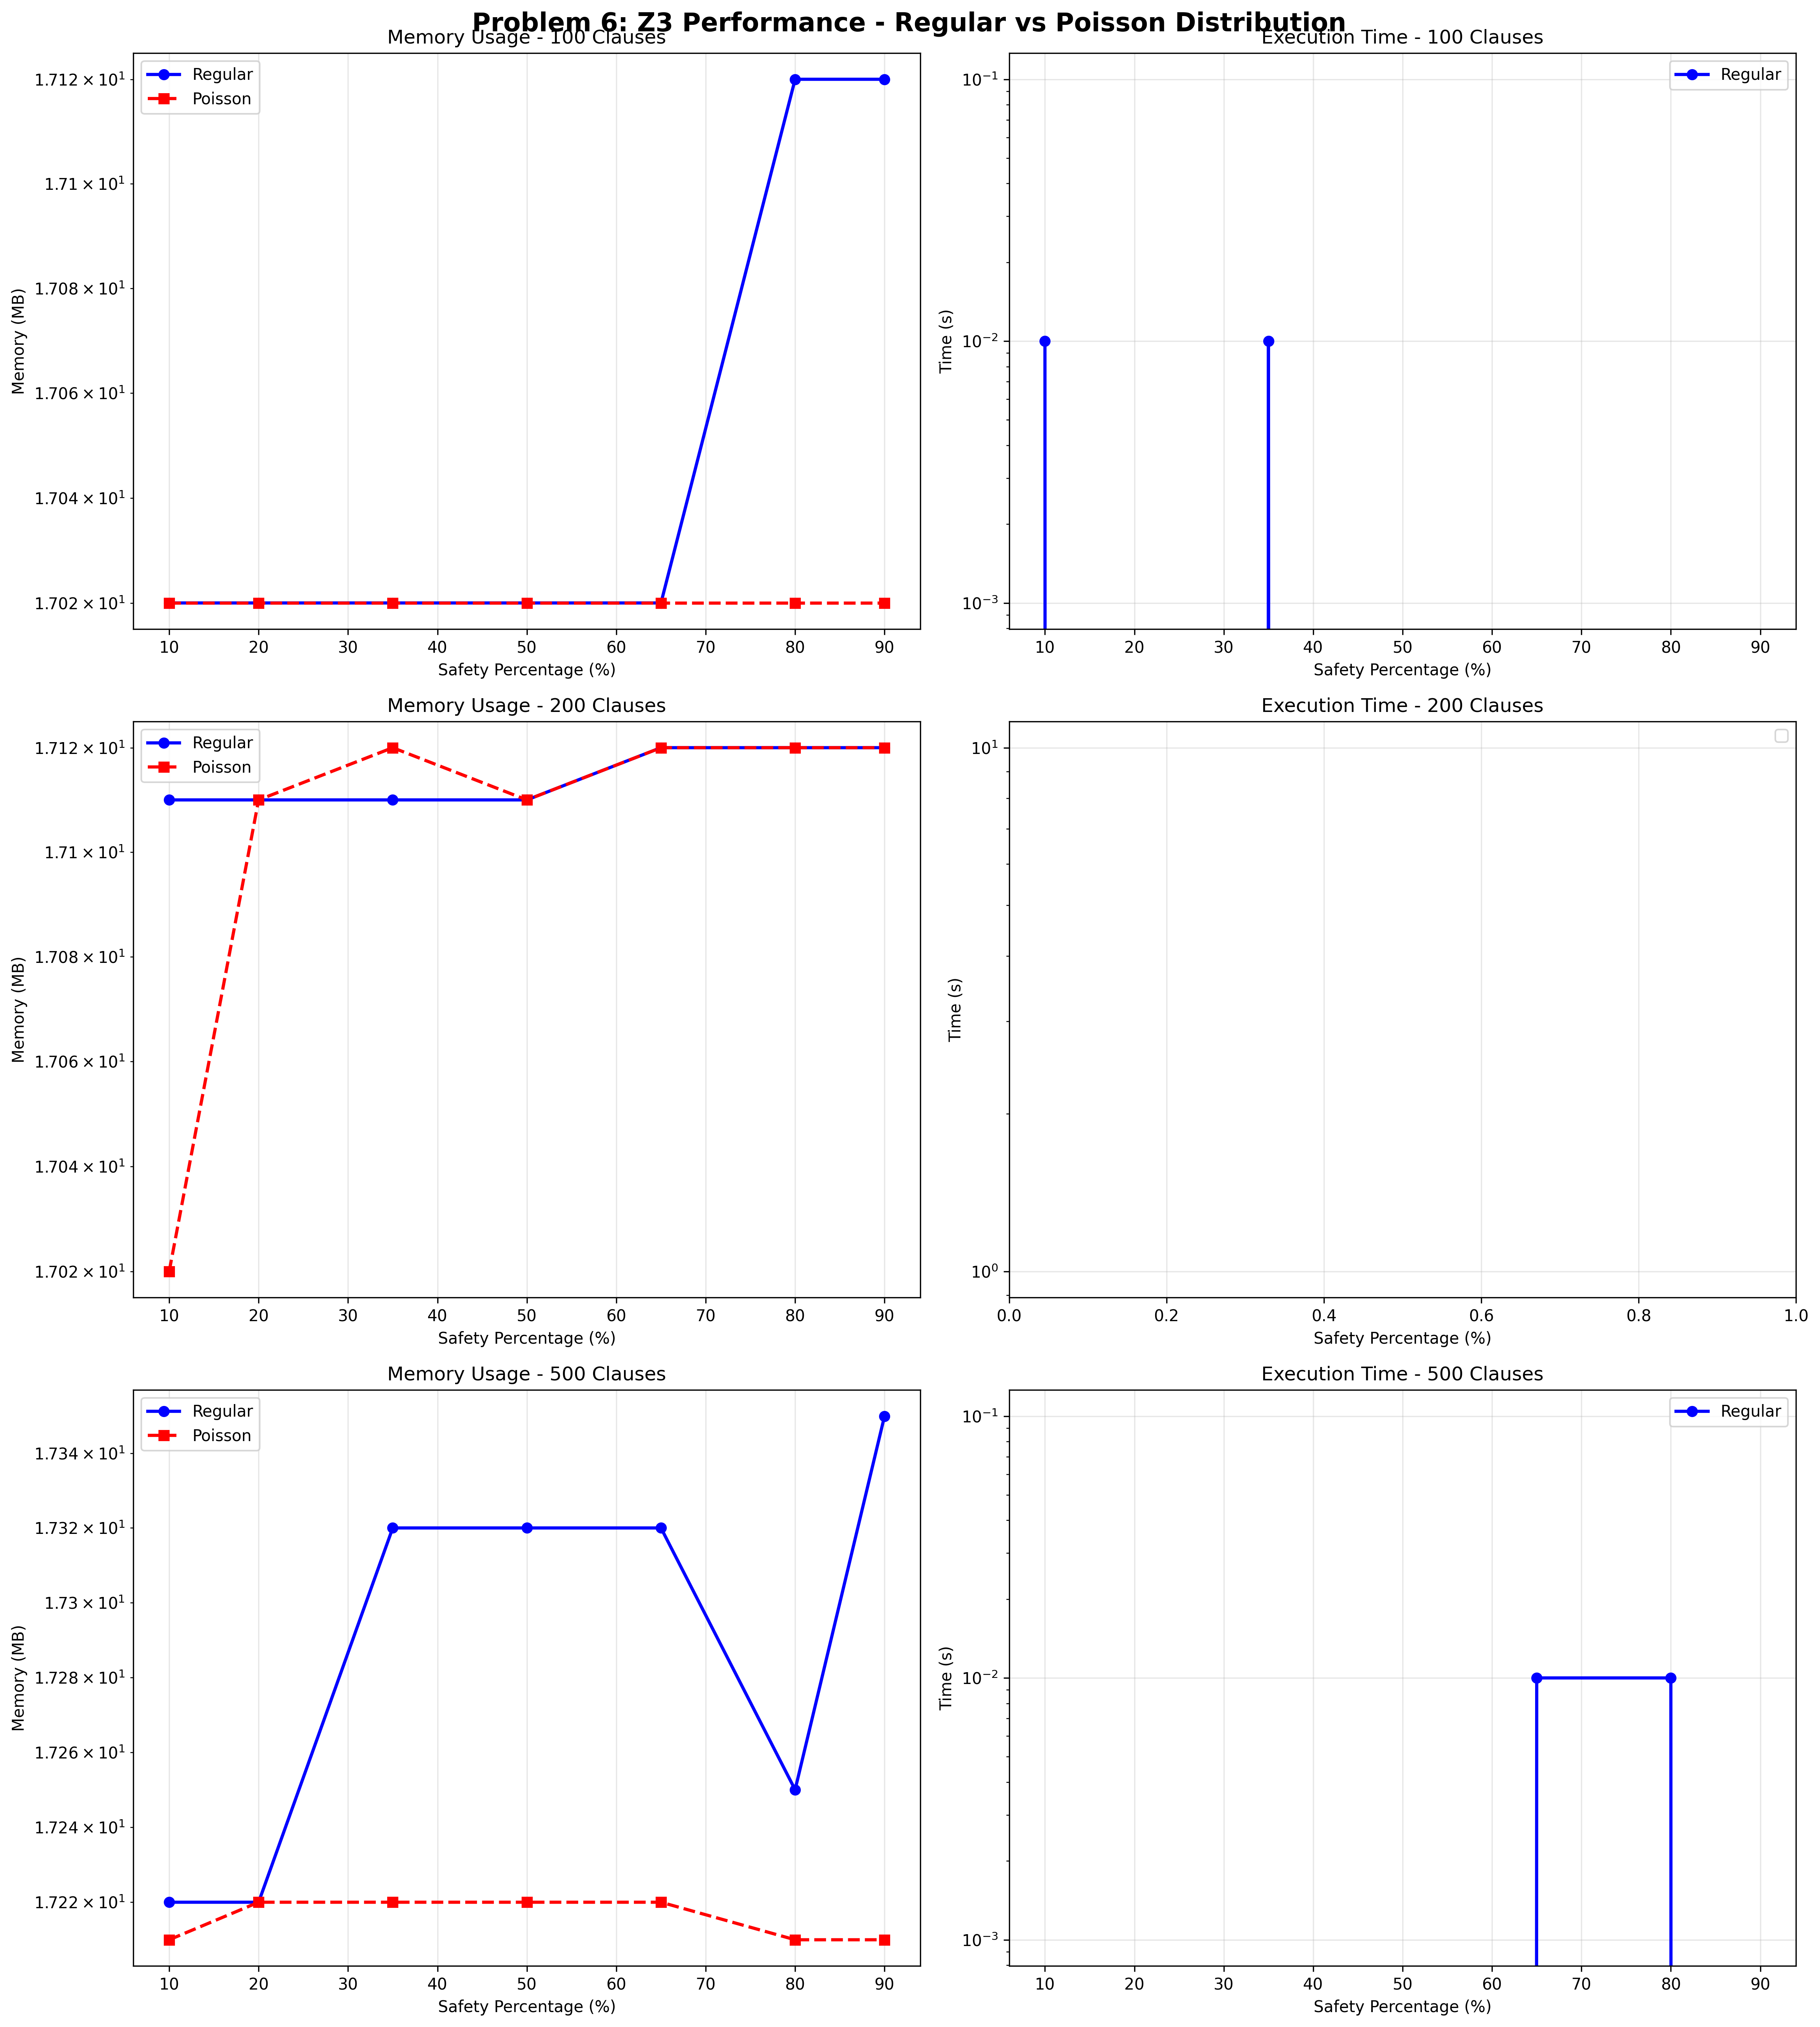 Problem 6: Z3 Performance - Regular vs Poisson Distribution
Memory Usage - 100 Clauses
Regular
Poisson
Memory (MB)
1.712 × 10¹
1.71 × 10¹
1.708 × 10¹
1.706 × 10¹
1.704 × 10¹
1.702 × 10¹
10 20 30 40 50 60 70 80 90
Safety Percentage (%)
Execution Time - 100 Clauses
Regular
Time (s)
10⁻¹
10⁻²
10⁻³
10 20 30 40 50 60 70 80 90
Safety Percentage (%)
Memory Usage - 200 Clauses
Regular
Poisson
Memory (MB)
1.712 × 10¹
1.71 × 10¹
1.708 × 10¹
1.706 × 10¹
1.704 × 10¹
1.702 × 10¹
10 20 30 40 50 60 70 80 90
Safety Percentage (%)
Execution Time - 200 Clauses
Time (s)
10¹
10⁰
0.0 0.2 0.4 0.6 0.8 1.0
Safety Percentage (%)
Memory Usage - 500 Clauses
Regular
Poisson
Memory (MB)
1.734 × 10¹
1.732 × 10¹
1.73 × 10¹
1.728 × 10¹
1.726 × 10¹
1.724 × 10¹
1.722 × 10¹
10 20 30 40 50 60 70 80 90
Safety Percentage (%)
Execution Time - 500 Clauses
Regular
Time (s)
10⁻¹
10⁻²
10⁻³
10 20 30 40 50 60 70 80 90
Safety Percentage (%)